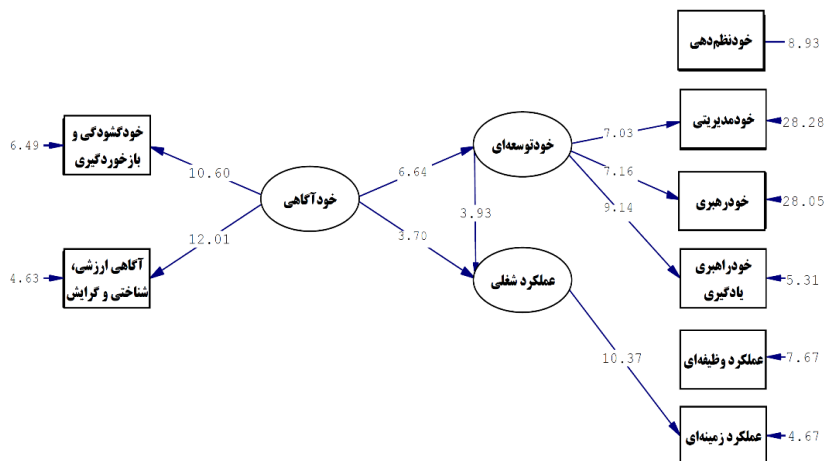 خودنظم‌دهی
8.93
خودگشودگی و
بازخوردگیری
6.49
خودتوسعه‌ای
7.03
خودمدیریتی
28.28
10.60
خودآگاهی
6.64
7.16
خودرهبری
28.05
12.01
3.70
3.93
9.14
آگاهی ارزشی،
شناختی و گرایش
4.63
عملکرد شغلی
خودراهبری
یادگیری
5.31
10.37
عملکرد وظیفه‌ای
7.67
عملکرد زمینه‌ای
4.67